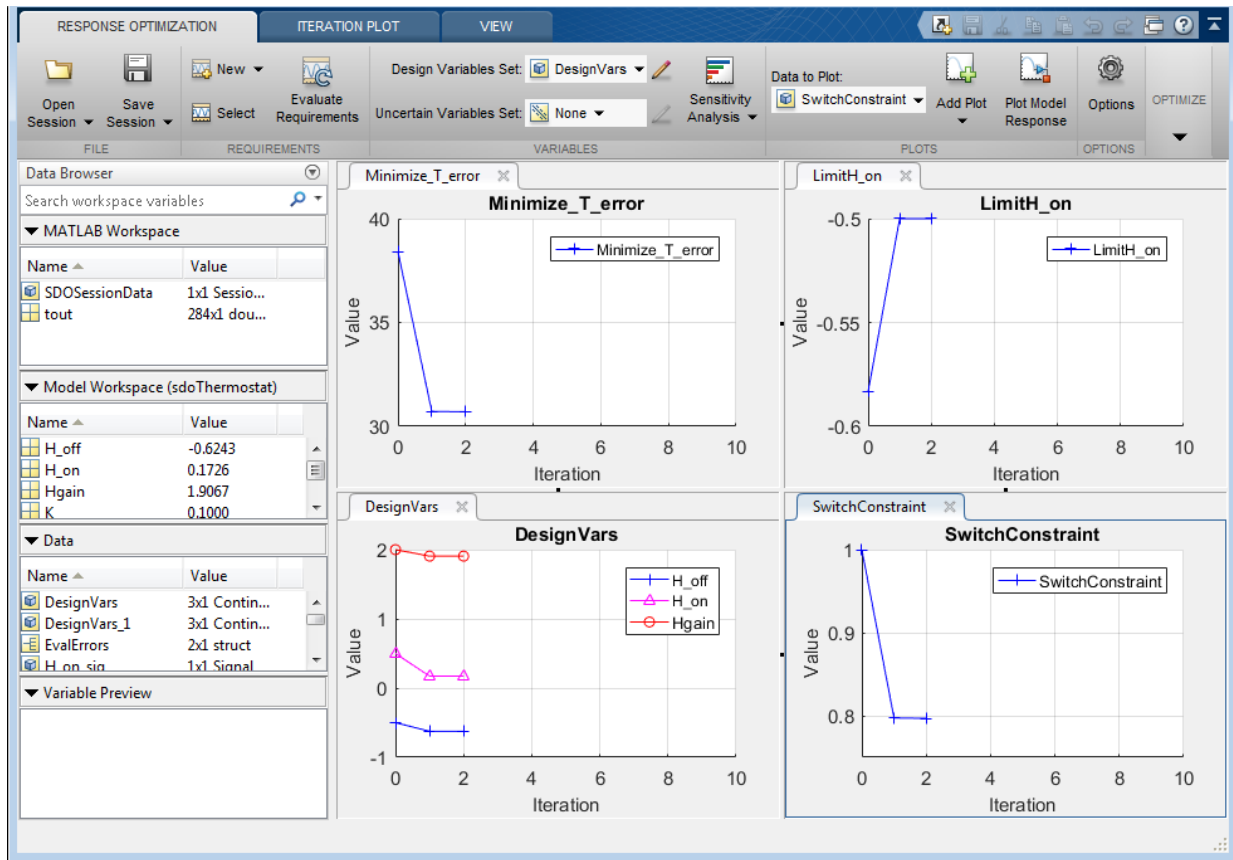 RESPONSE OPTIMIZATION ITERATION PLOT VIEW
Open Session Save Session
New
Select
Evaluate Requirements
Design Variables Set: DesignVars
Uncertain Variables Set: None
Sensitivity Analysis
Data to Plot:
SwitchConstraint
Add Plot
Plot Model Response
Options
OPTIMIZE
FILE REQUIREMENTS VARIABLES PLOTS OPTIONS
Data Browser
Search workspace variables
MATLAB Workspace
Name Value
SDOSessionData 1x1 Sessio...
tout 284x1 dou...
Model Workspace (sdoThermostat)
Name Value
H_off -0.6243
H_on 0.1726
Hgain 1.9067
K 0.1000
Data
Name Value
DesignVars 3x1 Contin...
DesignVars_1 3x1 Contin...
EvalErrors 2x1 struct
H_on_sig 1x1 Signal
Variable Preview
Minimize_T_error
Minimize_T_error
Minimize_T_error
40
35
30
Value
0 2 4 6 8 10
Iteration
LimitH_on
LimitH_on
LimitH_on
-0.5
-0.55
-0.6
Value
0 2 4 6 8 10
Iteration
DesignVars
DesignVars
H_off
H_on
Hgain
2
1
0
-1
Value
0 2 4 6 8 10
Iteration
SwitchConstraint
SwitchConstraint
SwitchConstraint
1
0.9
0.8
Value
0 2 4 6 8 10
Iteration